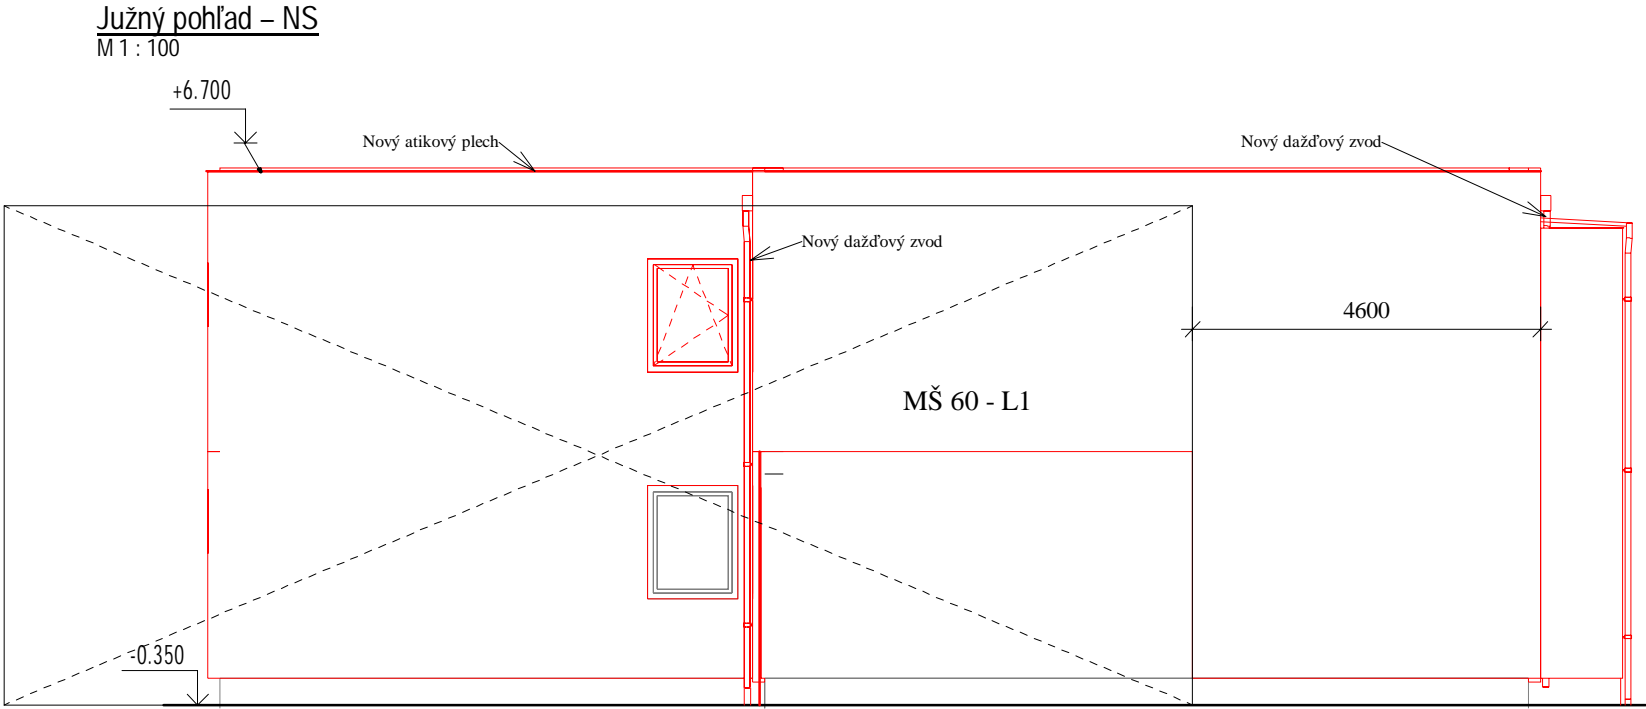 Južný pohľad – NS
M 1 : 100
+6.700
Nový atikový plech
Nový dažďový zvod
Nový dažďový zvod
4600
MŠ 60 - L1
-0.350